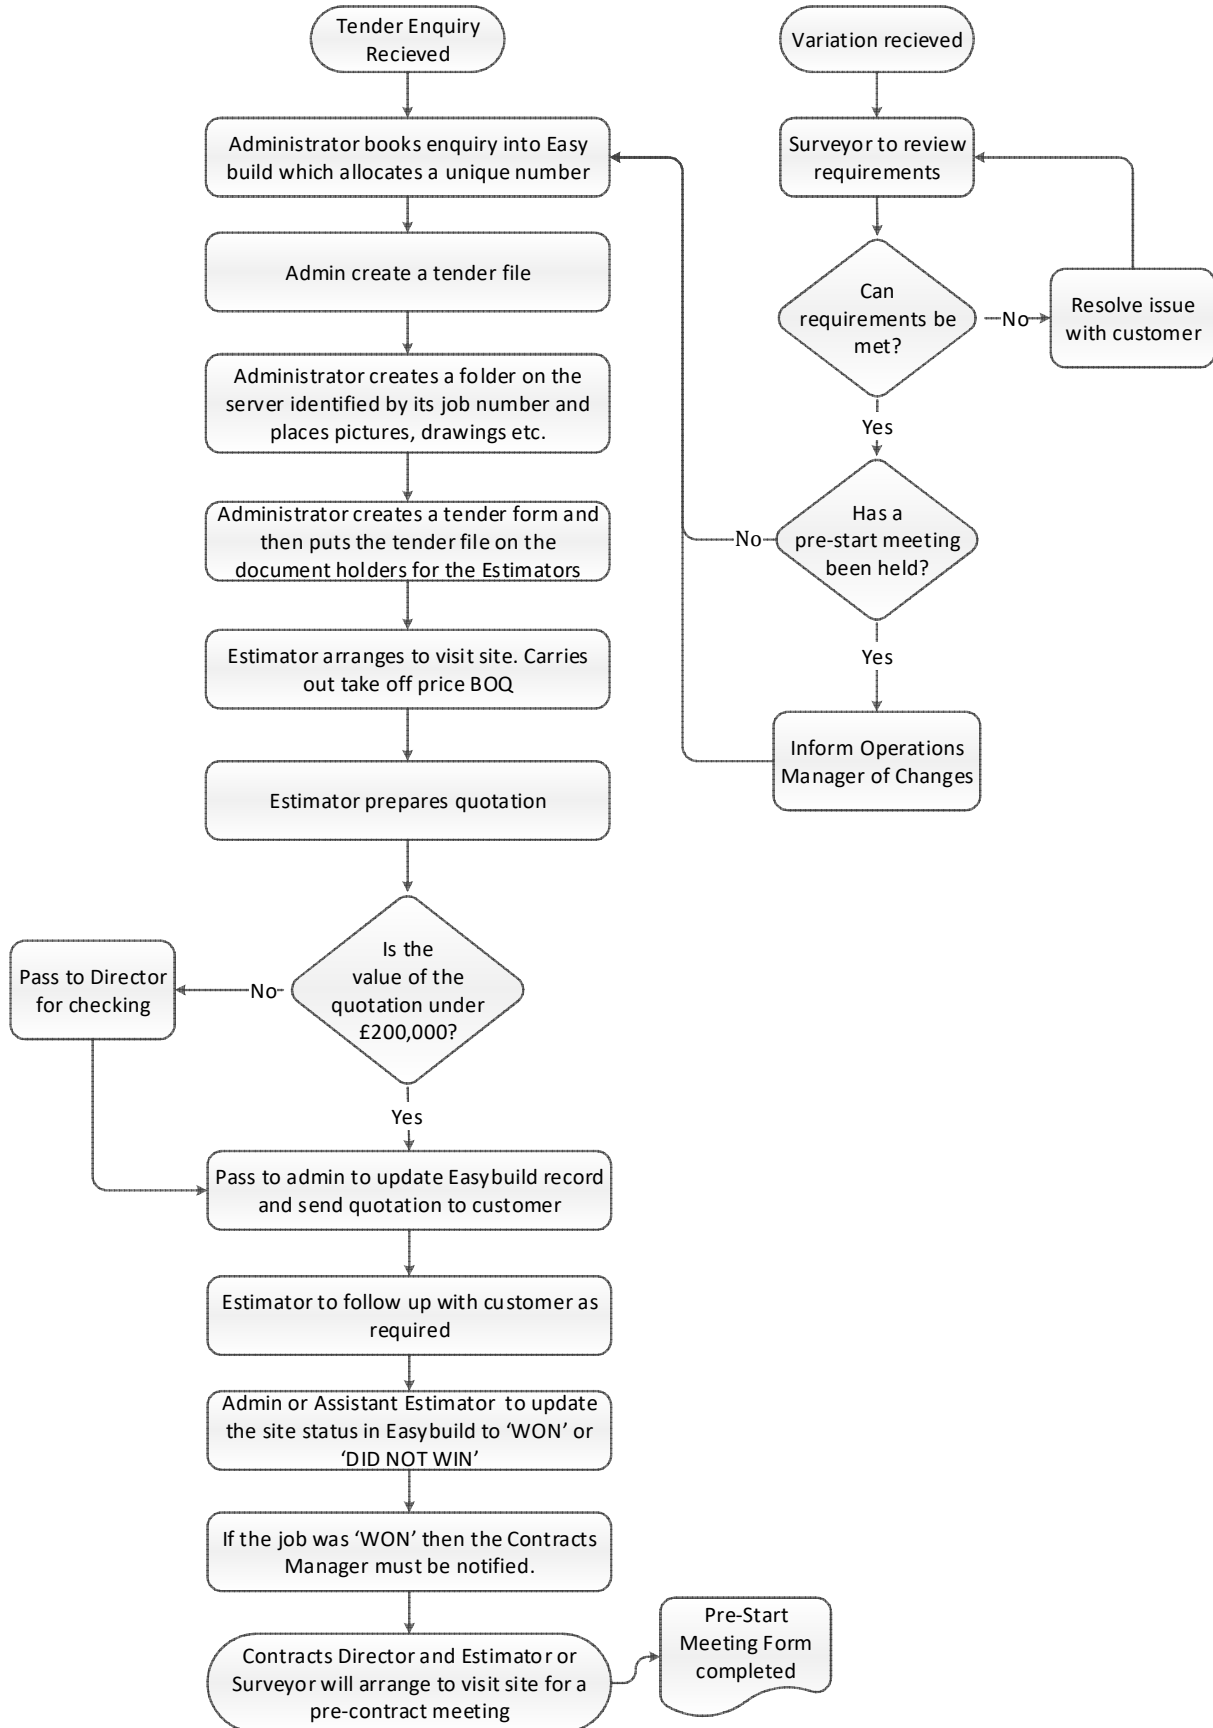 Tender Enquiry
Recieved
Administrator books enquiry into Easy
build which allocates a unique number
Admin create a tender file
Administrator creates a folder on the
server identified by its job number and
places pictures, drawings etc.
Administrator creates a tender form and
then puts the tender file on the
document holders for the Estimators
Estimator arranges to visit site. Carries
out take off price BOQ
Estimator prepares quotation
Is the
value of the
quotation under
£200,000?
No
Pass to Director
for checking
Yes
Pass to admin to update Easybuild record
and send quotation to customer
Estimator to follow up with customer as
required
Admin or Assistant Estimator to update
the site status in Easybuild to ‘WON’ or
‘DID NOT WIN’
If the job was ‘WON’ then the Contracts
Manager must be notified.
Contracts Director and Estimator or
Surveyor will arrange to visit site for a
pre-contract meeting
Pre-Start
Meeting Form
completed
Variation recieved
Surveyor to review
requirements
Can
requirements be
met?
No
Resolve issue
with customer
Yes
Has a
pre-start meeting
been held?
No
Yes
Inform Operations
Manager of Changes